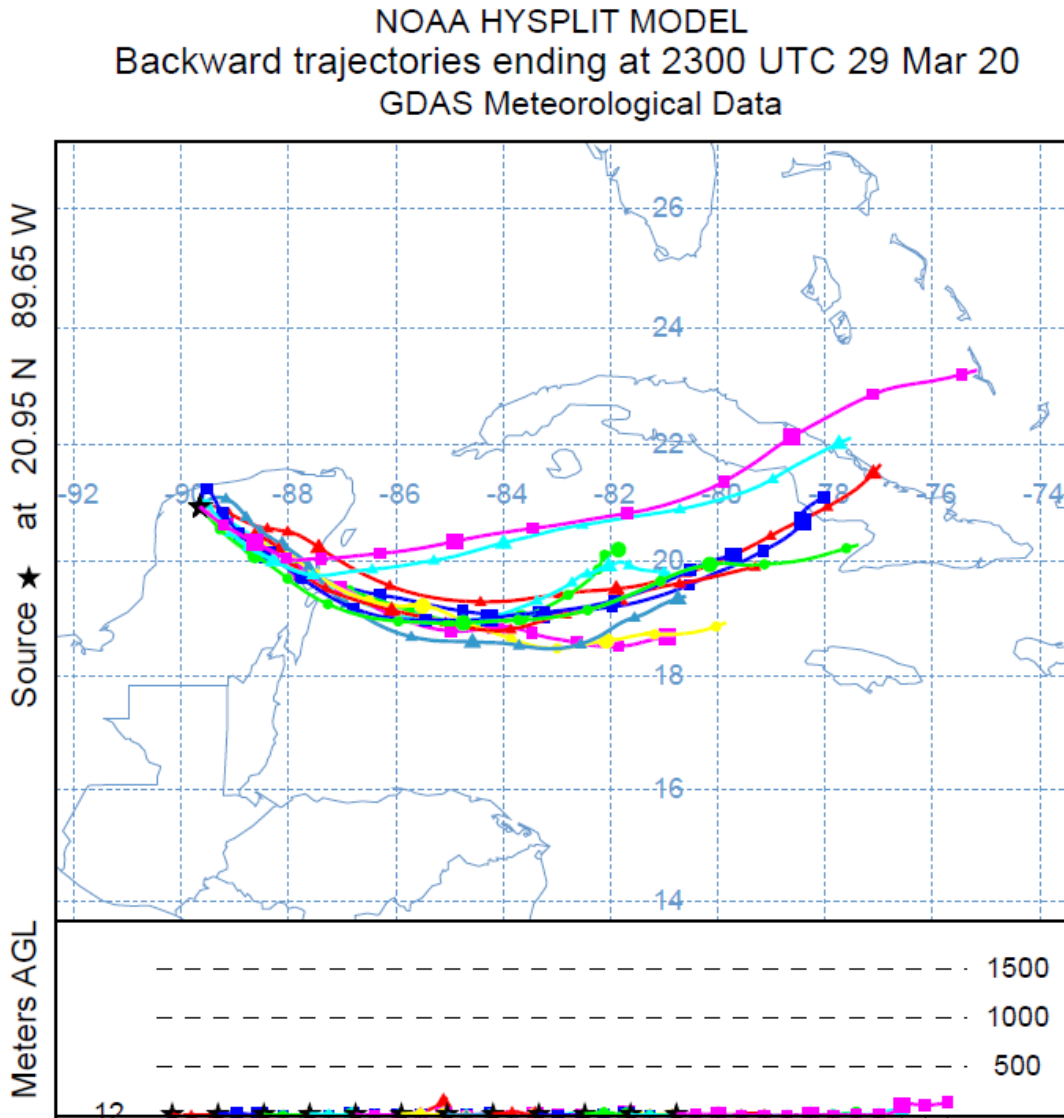 NOAA HYSPLIT MODEL
Backward trajectories ending at 2300 UTC 29 Mar 20
GDAS Meteorological Data
Source ★ at 20.95 N 89.65 W
26
24
22
-92 -90 -88 -86 -84 -82 -80 -78 -76 -74
20
18
16
14
Meters AGL
1500
1000
500
12